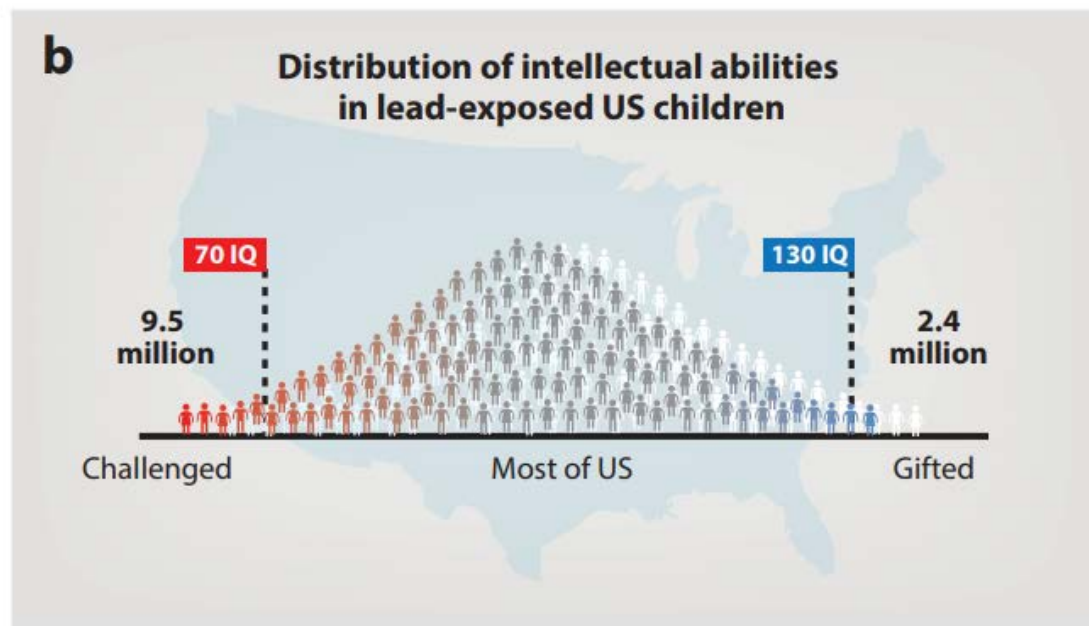 b
Distribution of intellectual abilities
in lead-exposed US children
70 IQ
130 IQ
9.5
million
2.4
million
Challenged
Most of US
Gifted